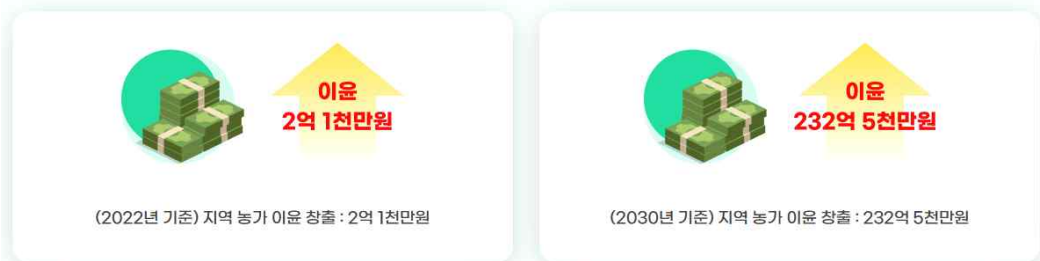 이윤
2억 1천만원
(2022년 기준) 지역 농가 이윤 창출 : 2억 1천만원
이윤
232억 5천만원
(2030년 기준) 지역 농가 이윤 창출 : 232억 5천만원